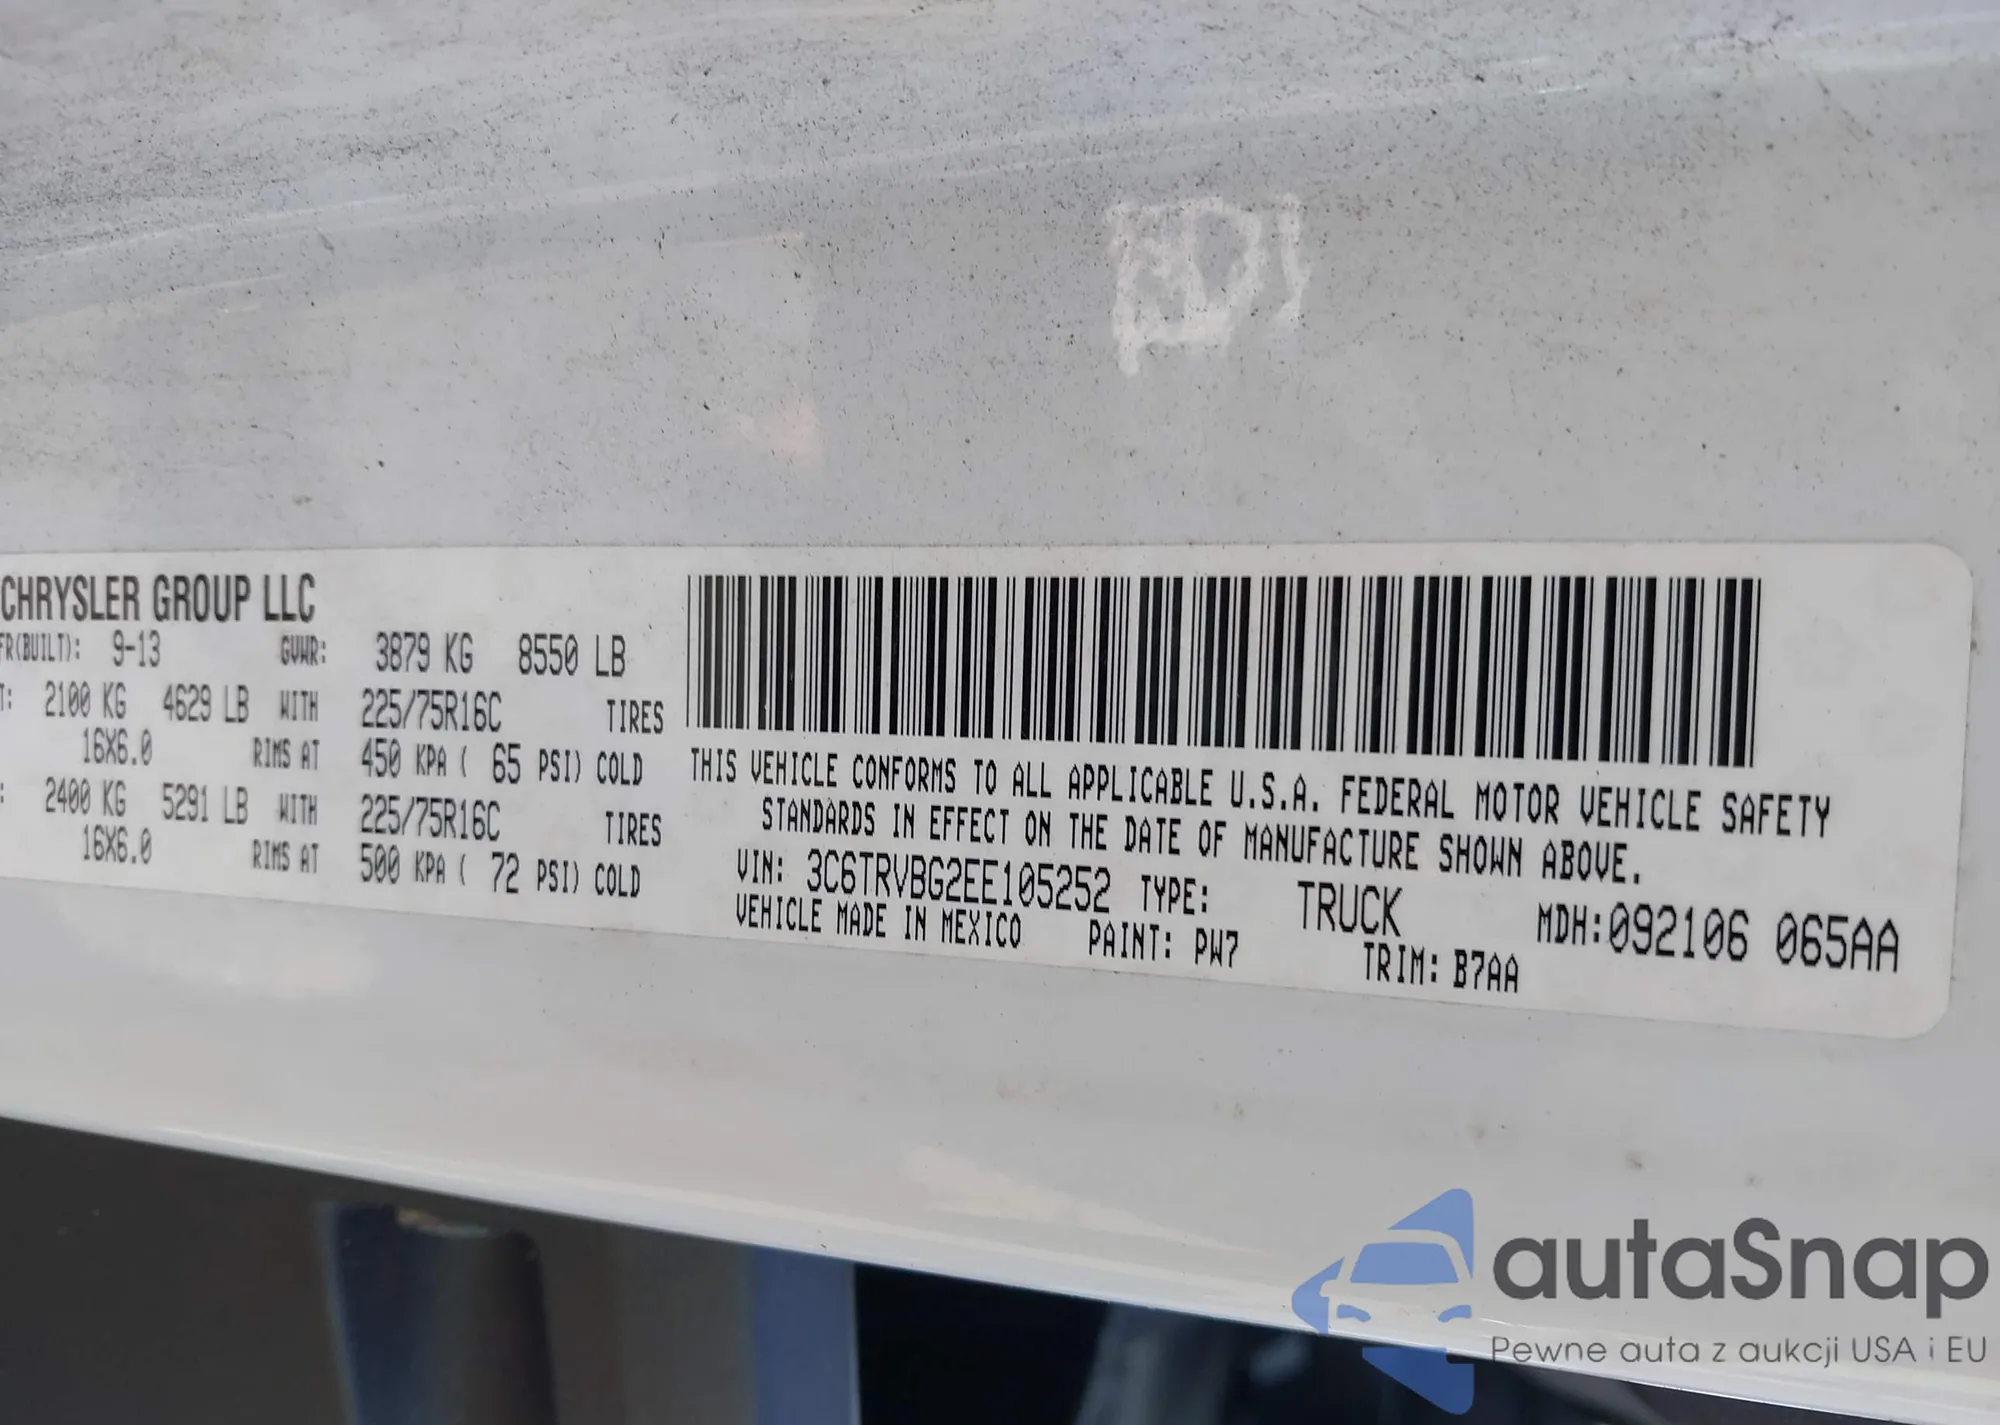 CHRYSLER GROUP LLC
FR(BUILT): 9-13 GVWR: 3879 KG 8550 LB
T: 2100 KG 4629 LB WITH 225/75R16C TIRES
16X6.0 RIMS AT 450 KPA ( 65 PSI) COLD
: 2400 KG 5291 LB WITH 225/75R16C TIRES
16X6.0 RIMS AT 500 KPA ( 72 PSI) COLD
THIS VEHICLE CONFORMS TO ALL APPLICABLE U.S.A. FEDERAL MOTOR VEHICLE SAFETY
STANDARDS IN EFFECT ON THE DATE OF MANUFACTURE SHOWN ABOVE.
VIN: 3C6TRVBG2EE105252 TYPE: TRUCK MDH:092106 065AA
VEHICLE MADE IN MEXICO PAINT: PW7 TRIM: B7AA
autaSnap
Pewne auta z aukcji USA i EU